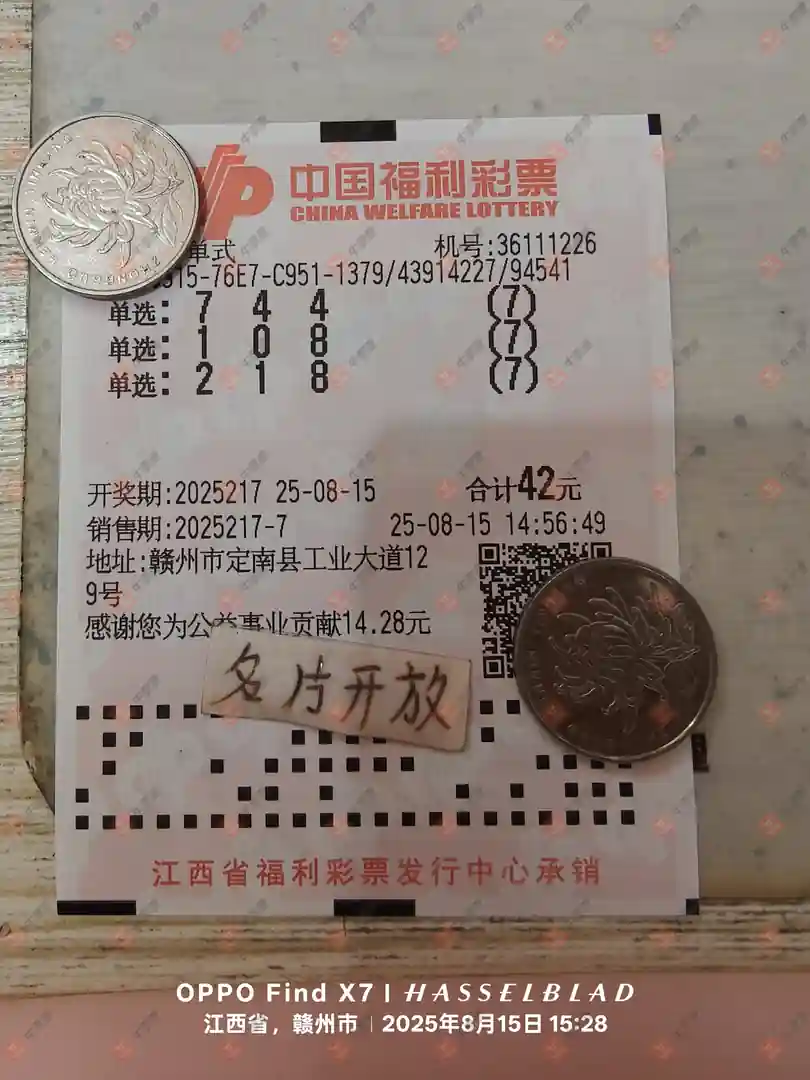 中国福利彩票
CHINA WELFARE LOTTERY
单式 机号:36111226
15-76E7-C951-1379/43914227/94541
单选: 7 4 4 (7)
单选: 1 0 8 (7)
单选: 2 1 8 (7)
开奖期:2025217 25-08-15 合计42元
销售期:2025217-7 25-08-15 14:56:49
地址:赣州市定南县工业大道12
9号
感谢您为公益事业贡献14.28元
名片开放
江西省福利彩票发行中心承销
OPPO Find X7 | HASSELBLAD
江西省，赣州市 | 2025年8月15日 15:28